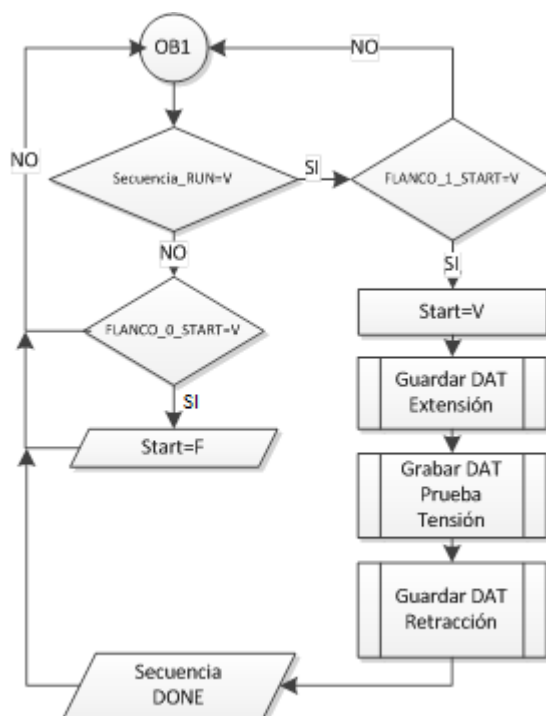 OB1
NO
NO
Secuencia_RUN=V
SI
FLANCO_1_START=V
NO
SI
FLANCO_0_START=V
Start=V
SI
Guardar DAT
Extensión
Start=F
Grabar DAT
Prueba
Tensión
Guardar DAT
Retracción
Secuencia
DONE